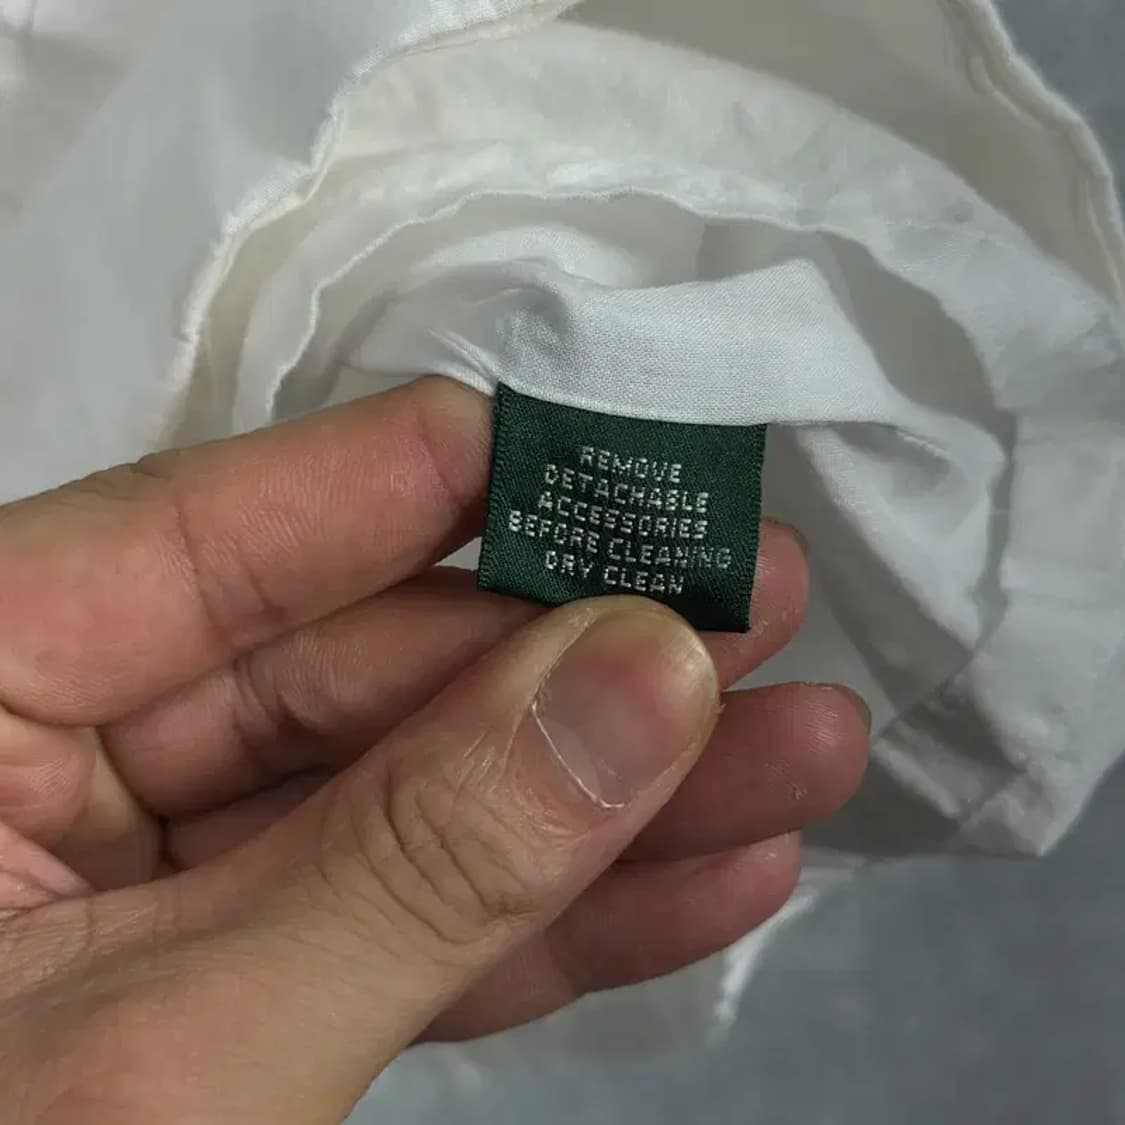 REMOVE
DETACHABLE
ACCESSORIES
BEFORE CLEANING
DRY CLEAN